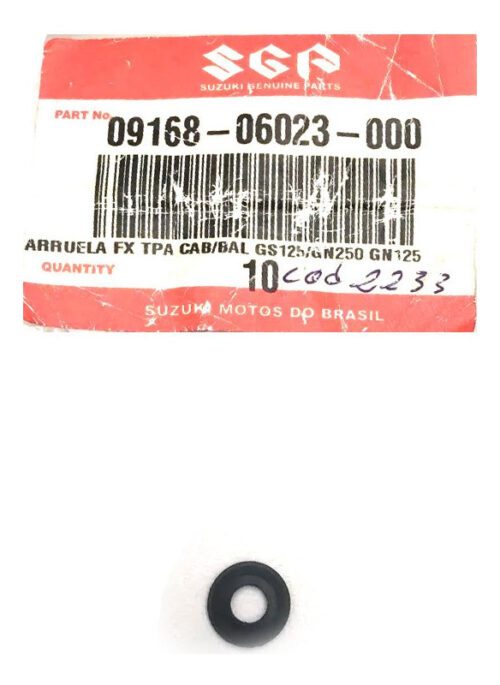 SGP
SUZUKI GENUINE PARTS
PART No. 09168-06023-000
ARRUELA FX TPA CAB/BAL GS125/GN250 GN125
QUANTITY 10 cod 2233
SUZUKI MOTOS DO BRASIL